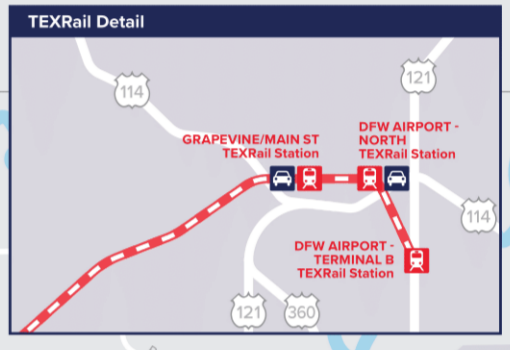 TEXRail Detail
114
121
GRAPEVINE/MAIN ST
TEXRail Station
DFW AIRPORT -
NORTH
TEXRail Station
114
DFW AIRPORT -
TERMINAL B
TEXRail Station
121
360